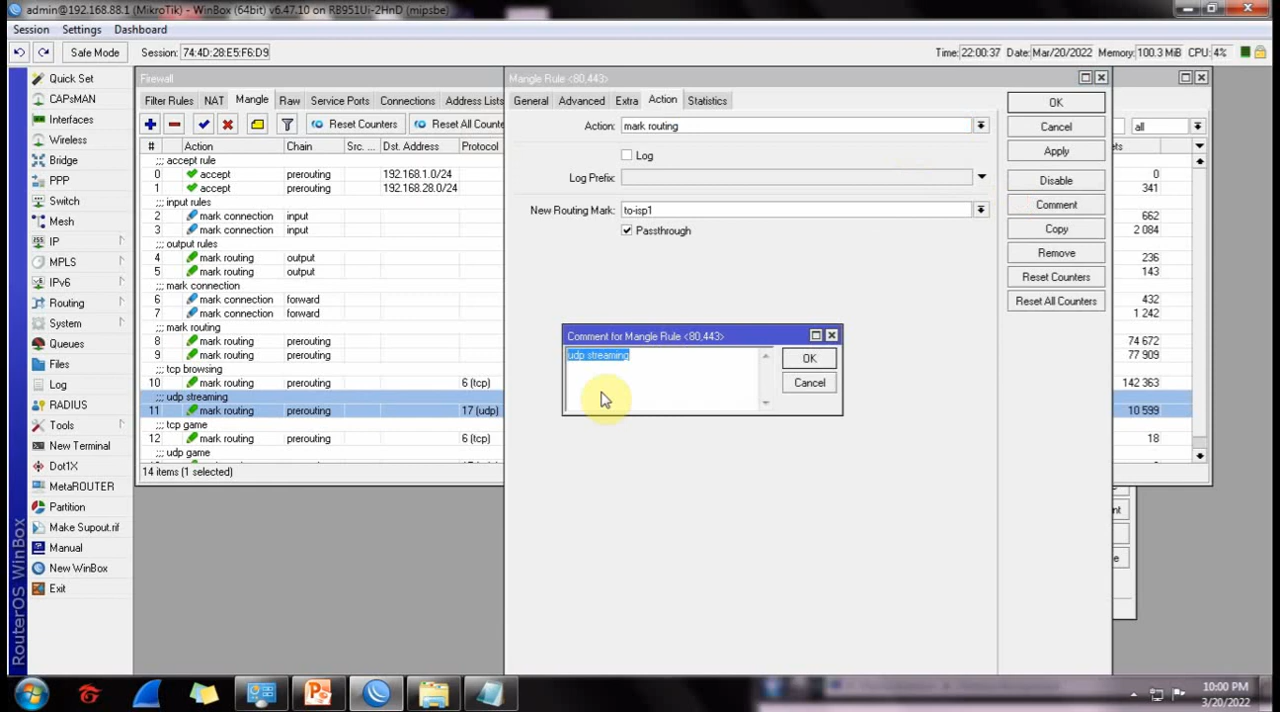 admin@192.168.88.1 (MikroTik) - WinBox (64bit) v6.47.10 on RB951Ui-2HnD (mipsbe)
Session Settings Dashboard
Safe Mode Session: 74:4D:28:E5:F6:D9 Time: 22:00:37 Date: Mar/20/2022 Memory: 100.3 MiB CPU: 4%
Quick Set
CAPsMAN
Interfaces
Wireless
Bridge
PPP
Switch
Mesh
IP
MPLS
IPv6
Routing
System
Queues
Files
Log
RADIUS
Tools
New Terminal
Dot1X
MetaROUTER
Partition
Make Supout.rif
Manual
New WinBox
Exit
RouterOS WinBox
Firewall
Filter Rules NAT Mangle Raw Service Ports Connections Address Lists
Reset Counters Reset All Counte
# Action Chain Src. ... Dst. Address Protocol
;;; accept rule
0 accept prerouting 192.168.1.0/24 0
1 accept prerouting 192.168.28.0/24 341
;;; input rules
2 mark connection input 662
3 mark connection input 2 084
;;; output rules
4 mark routing output 236
5 mark routing output 143
;;; mark connection
6 mark connection forward 432
7 mark connection forward 1 242
;;; mark routing
8 mark routing prerouting 74 672
9 mark routing prerouting 77 909
;;; tcp browsing
10 mark routing prerouting 6 (tcp) 142 363
;;; udp streaming
11 mark routing prerouting 17 (udp) 10 599
;;; tcp game
12 mark routing prerouting 6 (tcp) 18
;;; udp game
14 items (1 selected)
Mangle Rule <80,443>
General Advanced Extra Action Statistics
Action: mark routing
Log
Log Prefix:
New Routing Mark: to-isp1
Passthrough
OK
Cancel
Apply
Disable
Comment
Copy
Remove
Reset Counters
Reset All Counters
all
Comment for Mangle Rule <80,443>
udp streaming
OK
Cancel
10:00 PM
3/20/2022